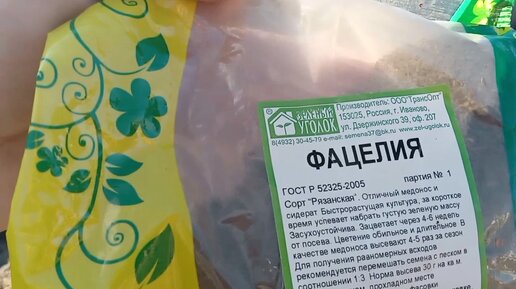 ЗЕЛЕНЫЙ
УГОЛОК
8(4932) 30-45-79 e-mail: semena37@bk.ru www.zel-ugolok.ru
Производитель: ООО"ТрансОпт"
153025, Россия, г. Иваново,
ул. Дзержинского 39, оф. 207
ФАЦЕЛИЯ
ГОСТ Р 52325-2005 партия № 1
Сорт "Рязанская". Отличный медонос и
сидерат Быстрорастущая культура, за короткое
время успевает набрать густую зеленую массу
Засухоустойчива. Зацветает через 4-6 недель
от посева. Цветение обильное и длительное В
качестве медоноса высевают 4-5 раз за сезон
Для получения равномерных всходов
рекомендуется перемешать семена с песком в
соотношении 1:3. Норма высева 30 г на кв м
прохладном месте
фасовки